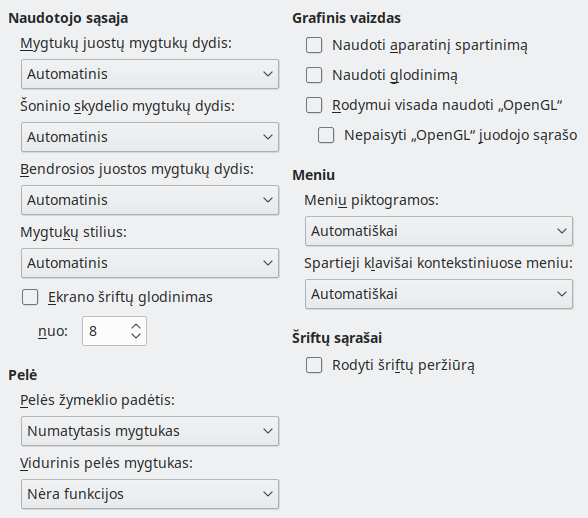 Naudotojo sąsaja
Mygtukų juostų mygtukų dydis:
Automatinis
Šoninio skydelio mygtukų dydis:
Automatinis
Bendrosios juostos mygtukų dydis:
Automatinis
Mygtukų stilius:
Automatinis
Ekrano šriftų glodinimas
nuo:
8
Pelė
Pelės žymeklio padėtis:
Numatytasis mygtukas
Vidurinis pelės mygtukas:
Nėra funkcijos
Grafinis vaizdas
Naudoti aparatinį spartinimą
Naudoti glodinimą
Rodymui visada naudoti „OpenGL“
Nepaisyti „OpenGL“ juodojo sąrašo
Meniu
Meniu piktogramos:
Automatiškai
Spartieji klavišai kontekstiniuose meniu:
Automatiškai
Šriftų sąrašai
Rodyti šriftų peržiūrą